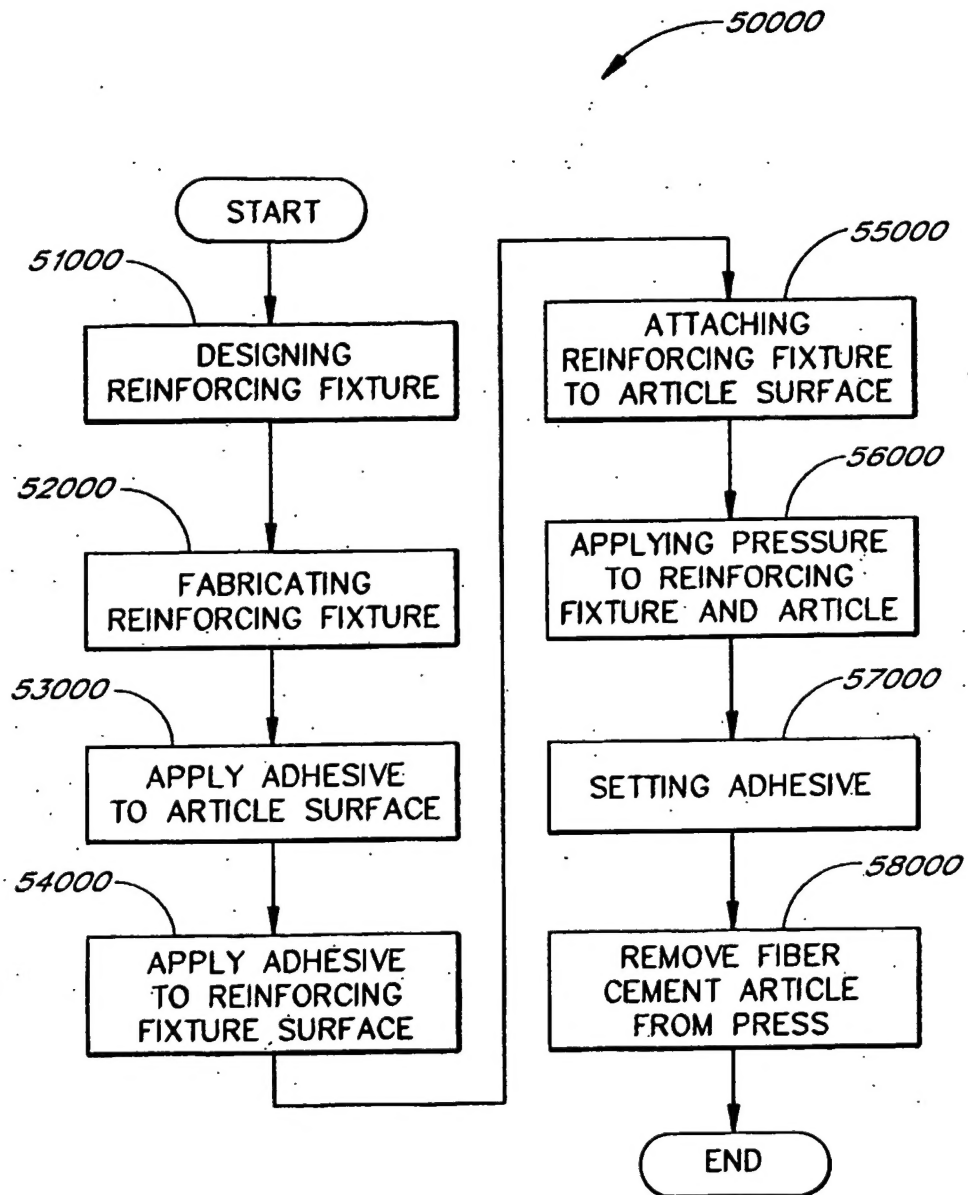 50000
START
51000
DESIGNING
REINFORCING FIXTURE
52000
FABRICATING
REINFORCING FIXTURE
53000
APPLY ADHESIVE
TO ARTICLE SURFACE
54000
APPLY ADHESIVE
TO REINFORCING
FIXTURE SURFACE
55000
ATTACHING
REINFORCING FIXTURE
TO ARTICLE SURFACE
56000
APPLYING PRESSURE
TO REINFORCING
FIXTURE AND ARTICLE
57000
SETTING ADHESIVE
58000
REMOVE FIBER
CEMENT ARTICLE
FROM PRESS
END